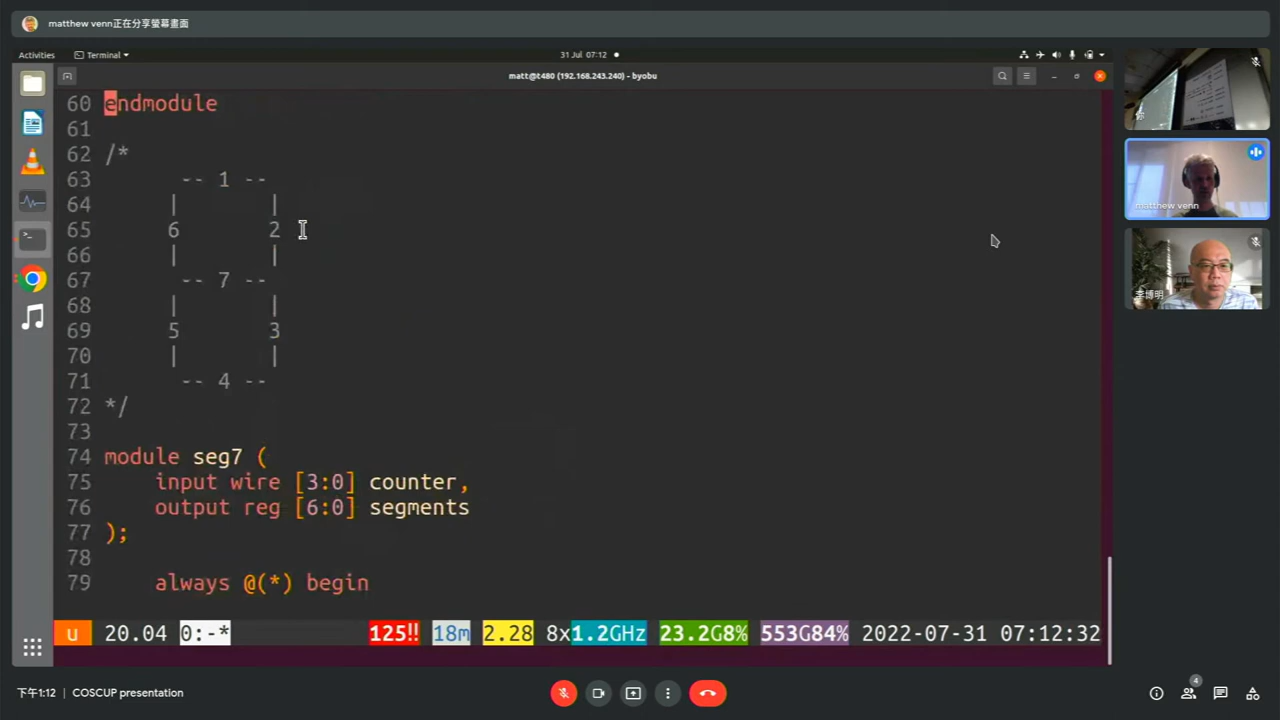 matthew venn正在分享螢幕畫面
Activities
Terminal
31 Jul 07:12
matt@t480 (192.168.243.240) - byobu
60 endmodule
61
62 /*
63 -- 1 --
64 | |
65 6 2
66 | |
67 -- 7 --
68 | |
69 5 3
70 | |
71 -- 4 --
72 */
73
74 module seg7 (
75 input wire [3:0] counter,
76 output reg [6:0] segments
77 );
78
79 always @(*) begin
u 20.04 0:-* 125!! 18m 2.28 8x1.2GHz 23.2G8% 553G84% 2022-07-31 07:12:32
你
matthew venn
李博明
下午1:12 | COSCUP presentation
4